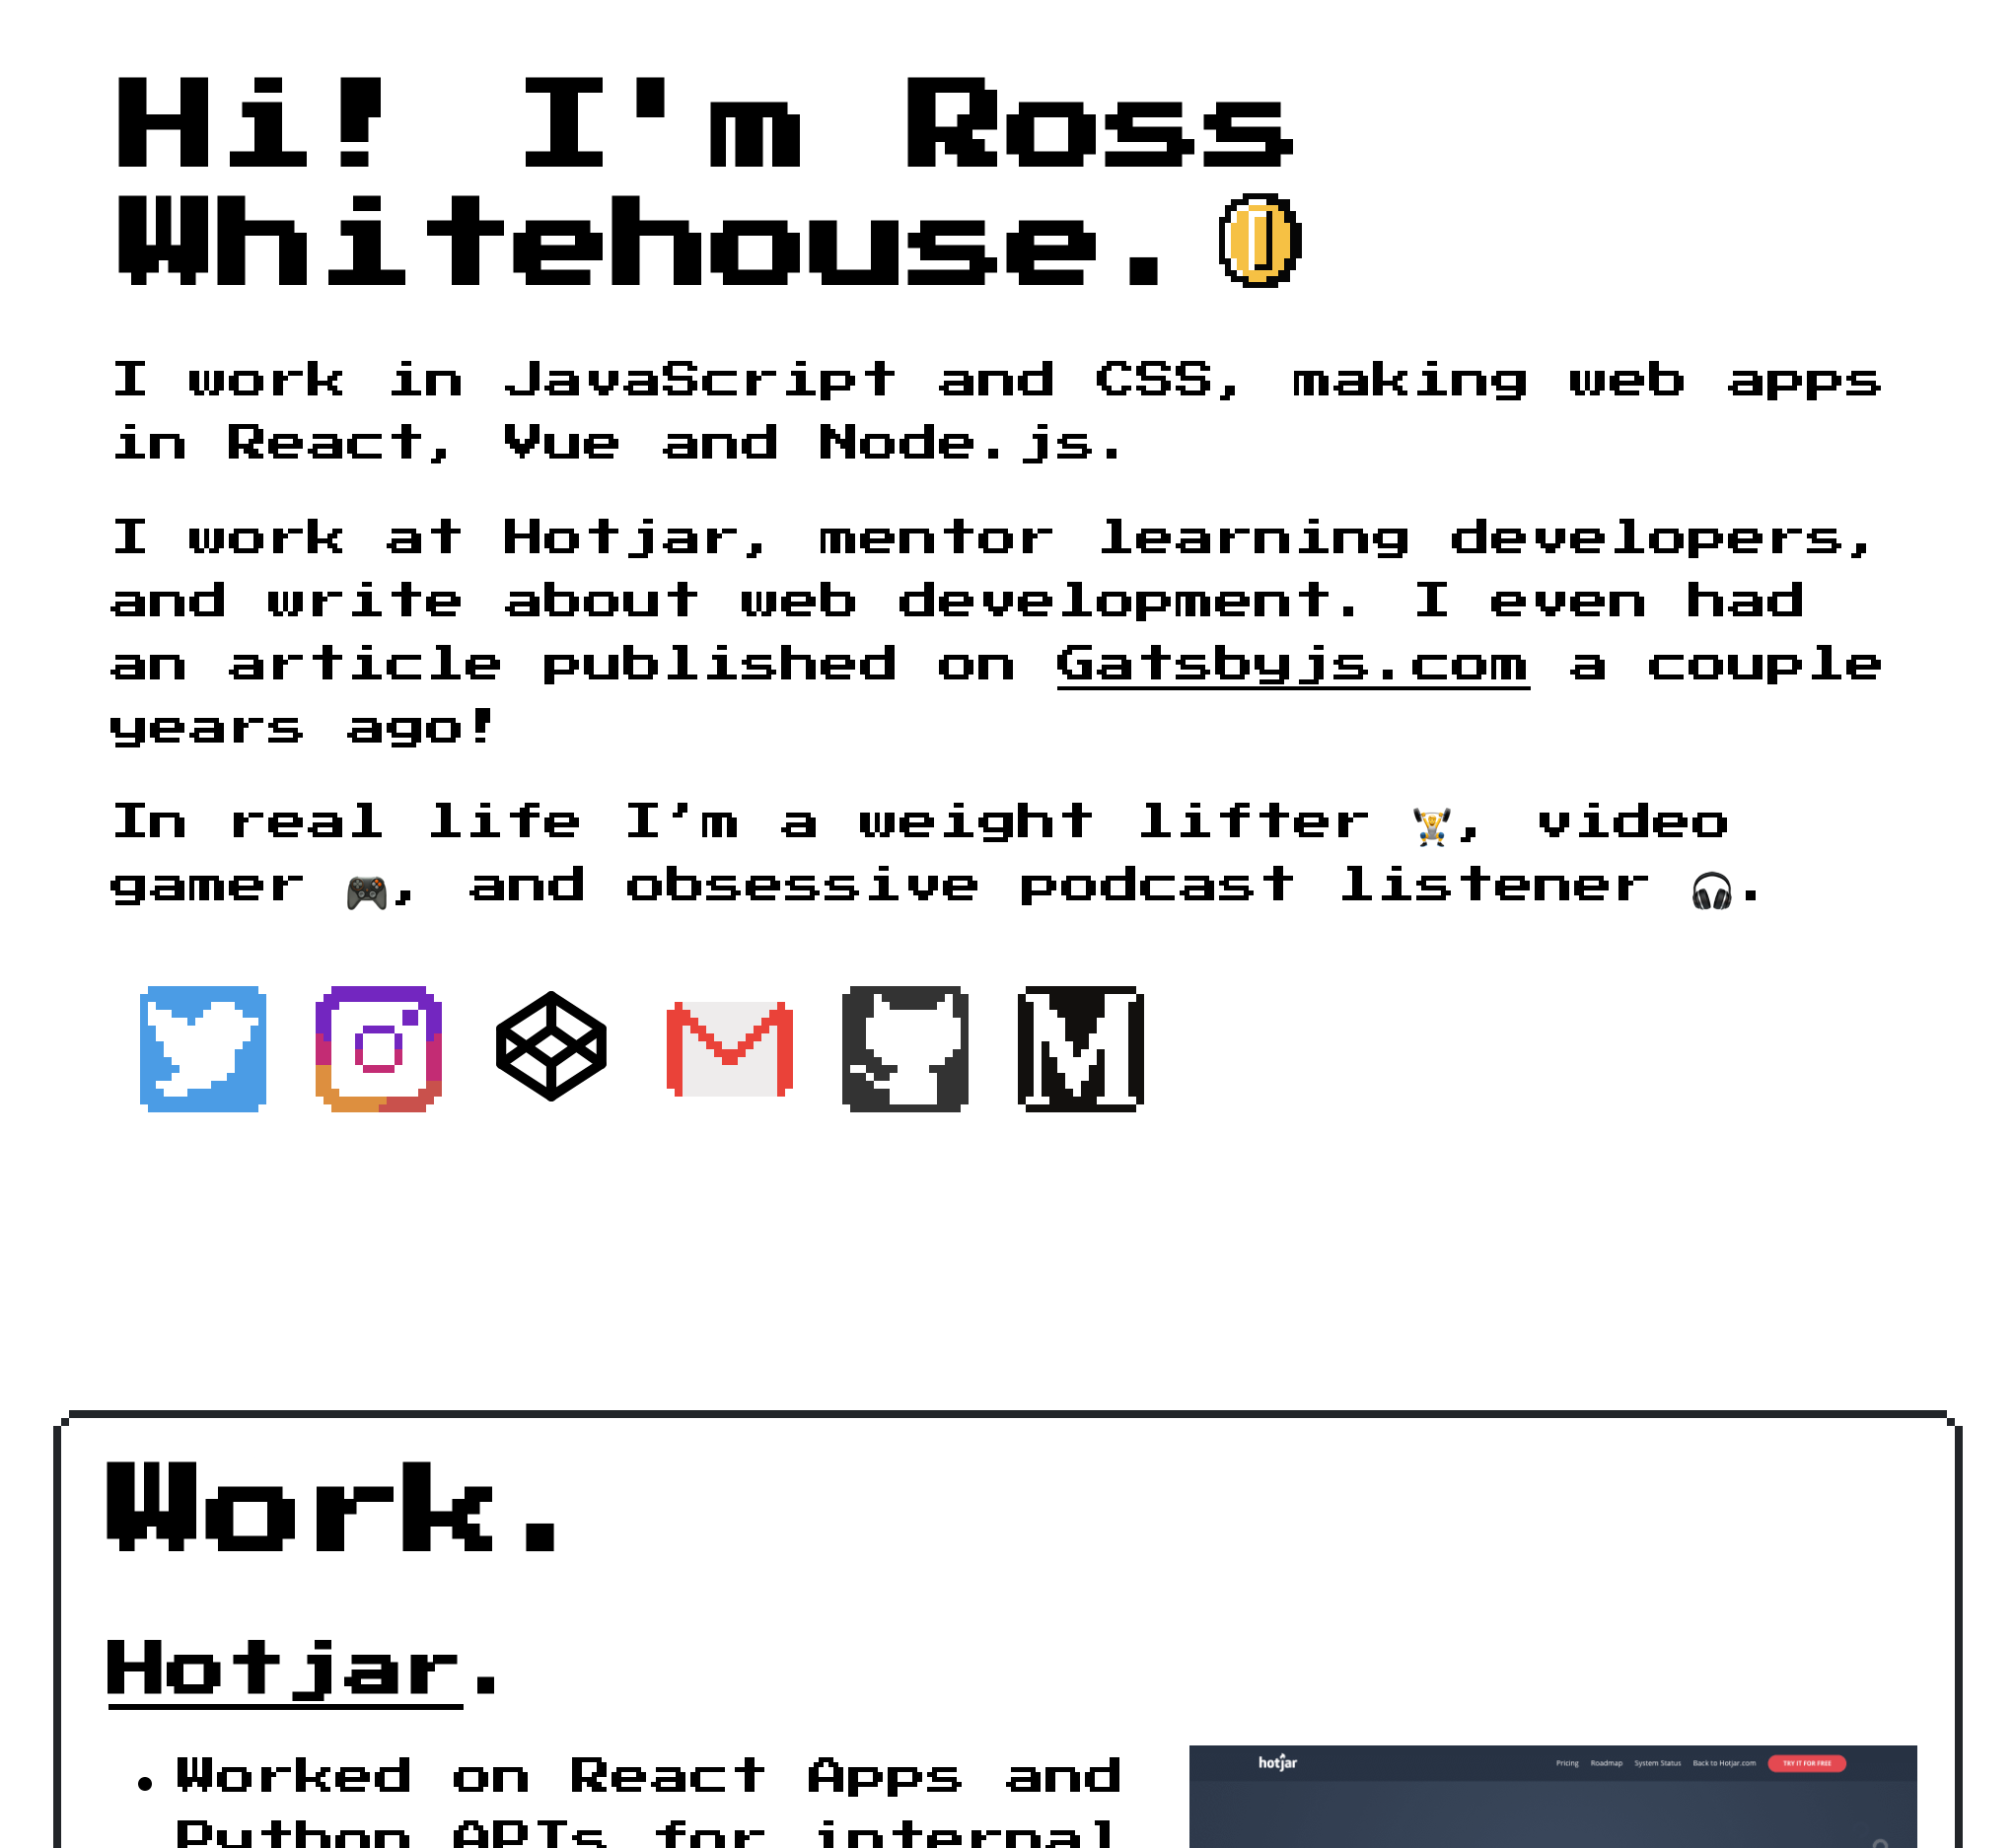 Hi! I'm Ross
Whitehouse.
I work in JavaScript and CSS, making web apps
in React, Vue and Node.js.
I work at Hotjar, mentor learning developers,
and write about web development. I even had
an article published on Gatsbyjs.com a couple
years ago!
In real life I’m a weight lifter 🏋️, video
gamer 🎮, and obsessive podcast listener 🎧.
Work.
Hotjar.
• Worked on React Apps and
Python APIs for internal
hotjar Pricing Roadmap System Status Back to Hotjar.com TRY IT FOR FREE